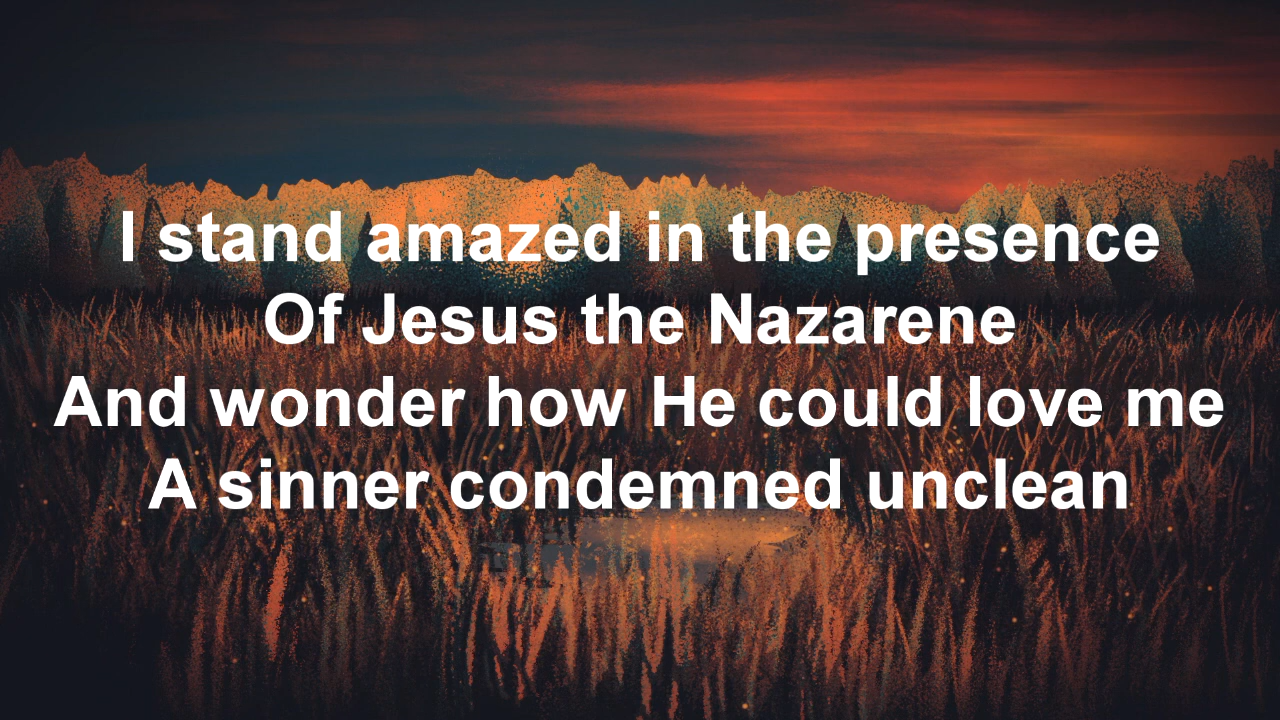 I stand amazed in the presence
Of Jesus the Nazarene
And wonder how He could love me
A sinner condemned unclean